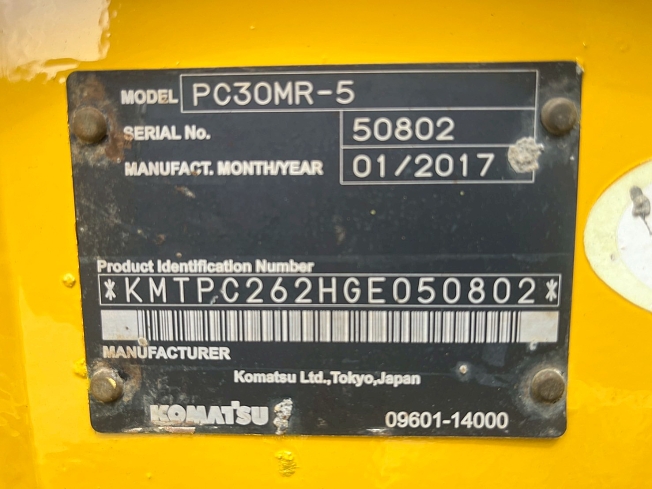 MODEL PC30MR-5
SERIAL No. 50802
MANUFACT. MONTH/YEAR 01/2017
Product Identification Number
*KMTPC262HGE050802*
MANUFACTURER
Komatsu Ltd.,Tokyo,Japan
KOMATSU 09601-14000